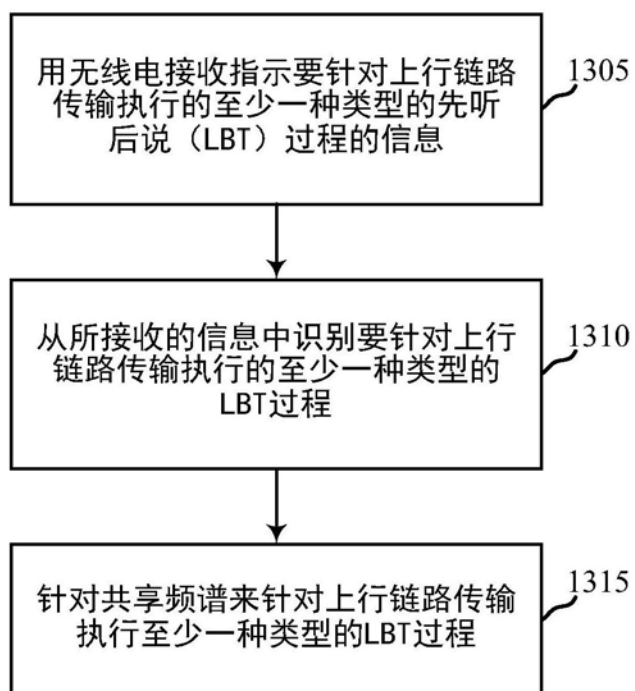 用无线电接收指示要针对上行链路
传输执行的至少一种类型的先听
后说（LBT）过程的信息
1305
从所接收的信息中识别要针对上行
链路传输执行的至少一种类型的
LBT过程
1310
针对共享频谱来针对上行链路传输
执行至少一种类型的LBT过程
1315